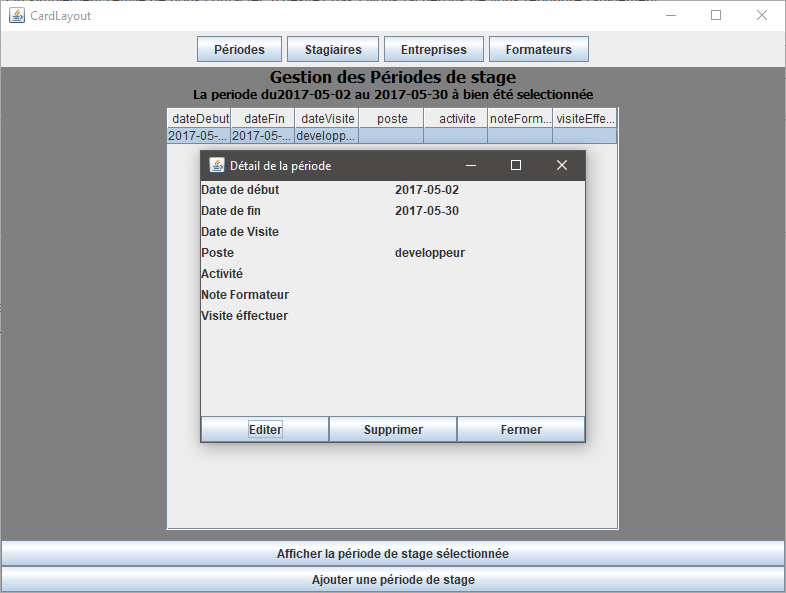 CardLayout
Périodes Stagiaires Entreprises Formateurs
Gestion des Périodes de stage
La periode du2017-05-02 au 2017-05-30 à bien été selectionnée
dateDebut dateFin dateVisite poste activite noteForm... visiteEffe...
2017-05-... 2017-05-... developp...
Détail de la période
Date de début 2017-05-02
Date de fin 2017-05-30
Date de Visite
Poste developpeur
Activité
Note Formateur
Visite éffectuer
Editer Supprimer Fermer
Afficher la période de stage sélectionnée
Ajouter une période de stage